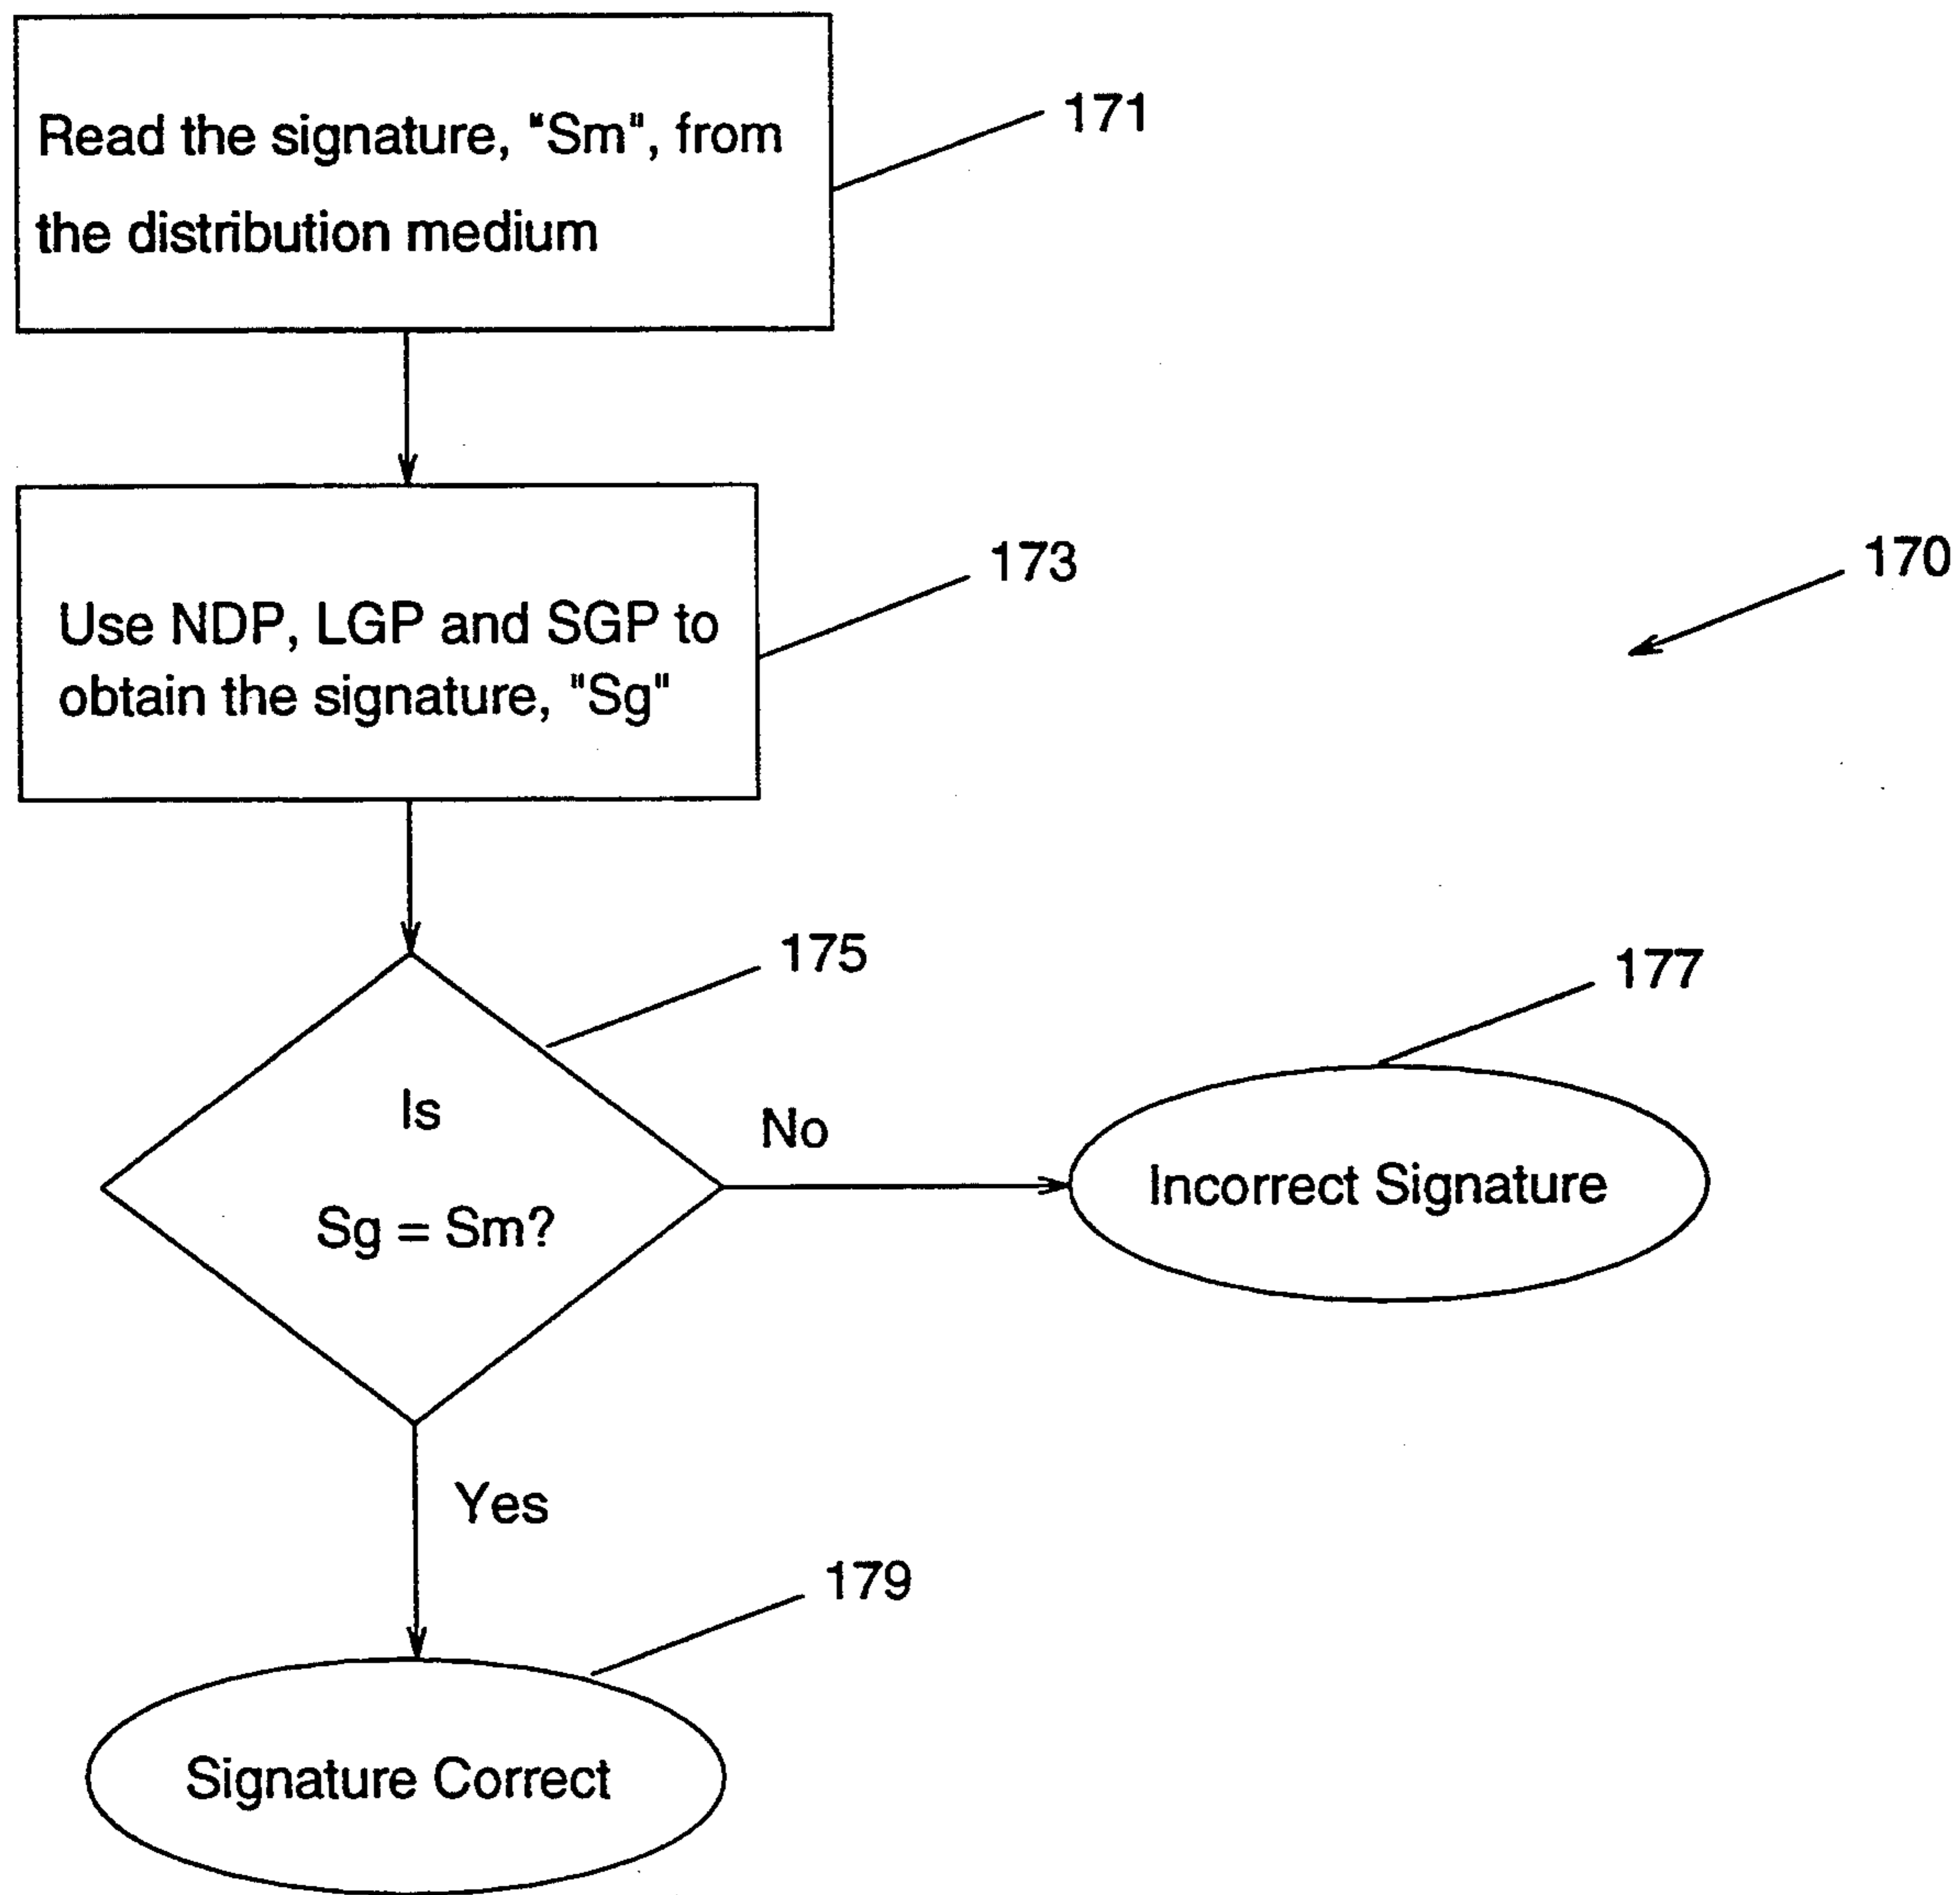 Read the signature, "Sm", from
the distribution medium
171
Use NDP, LGP and SGP to
obtain the signature, "Sg"
173
170
175
Is
Sg = Sm?
No
177
Incorrect Signature
Yes
179
Signature Correct